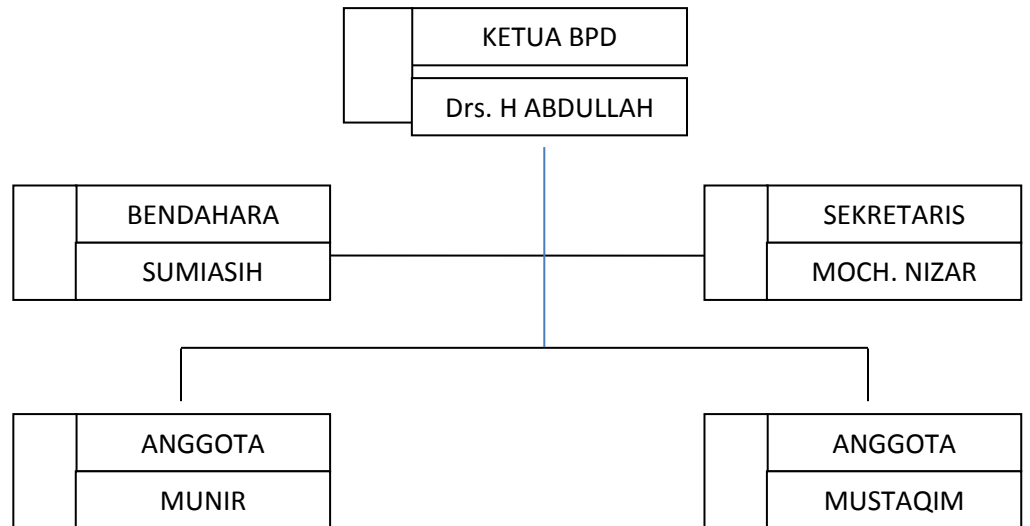 KETUA BPD
Drs. H ABDULLAH
BENDAHARA
SUMIASIH
SEKRETARIS
MOCH. NIZAR
ANGGOTA
MUNIR
ANGGOTA
MUSTAQIM